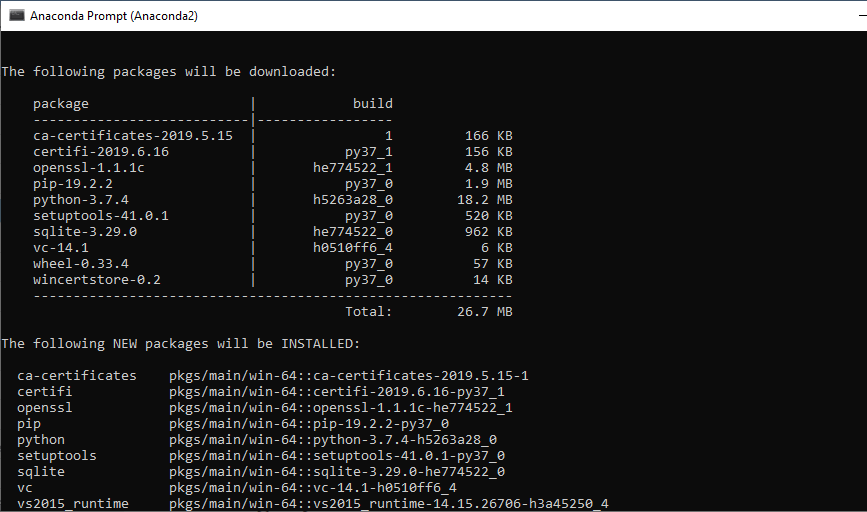 Anaconda Prompt (Anaconda2)
The following packages will be downloaded:
package | build
---------------------------|-----------------
ca-certificates-2019.5.15 | 1 166 KB
certifi-2019.6.16 | py37_1 156 KB
openssl-1.1.1c | he774522_1 4.8 MB
pip-19.2.2 | py37_0 1.9 MB
python-3.7.4 | h5263a28_0 18.2 MB
setuptools-41.0.1 | py37_0 520 KB
sqlite-3.29.0 | he774522_0 962 KB
vc-14.1 | h0510ff6_4 6 KB
wheel-0.33.4 | py37_0 57 KB
wincertstore-0.2 | py37_0 14 KB
------------------------------------------------------------
Total: 26.7 MB
The following NEW packages will be INSTALLED:
ca-certificates pkgs/main/win-64::ca-certificates-2019.5.15-1
certifi pkgs/main/win-64::certifi-2019.6.16-py37_1
openssl pkgs/main/win-64::openssl-1.1.1c-he774522_1
pip pkgs/main/win-64::pip-19.2.2-py37_0
python pkgs/main/win-64::python-3.7.4-h5263a28_0
setuptools pkgs/main/win-64::setuptools-41.0.1-py37_0
sqlite pkgs/main/win-64::sqlite-3.29.0-he774522_0
vc pkgs/main/win-64::vc-14.1-h0510ff6_4
vs2015_runtime pkgs/main/win-64::vs2015_runtime-14.15.26706-h3a45250_4